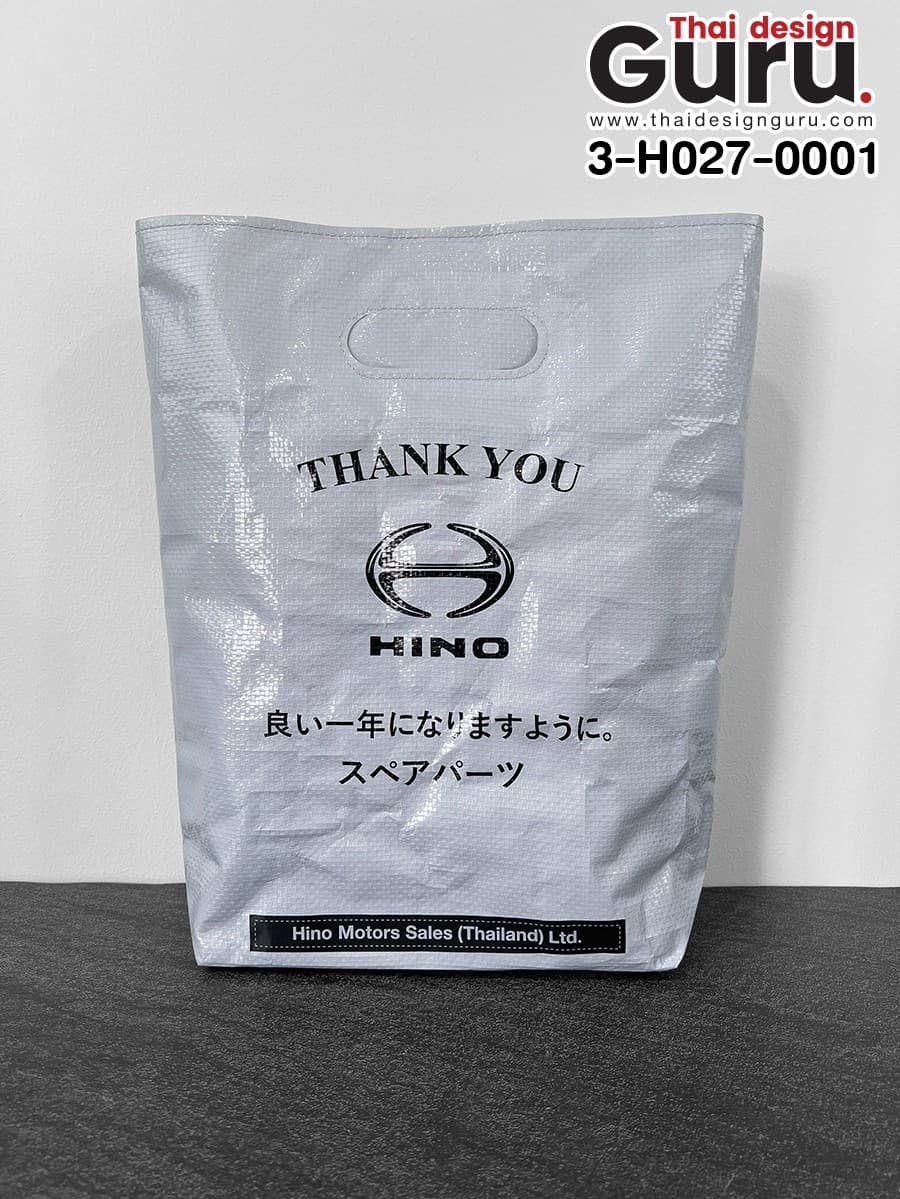 Thai design
Guru.
www.thaidesignguru.com
3-H027-0001
THANK YOU
HINO
良い一年になりますように。
スペアパーツ
Hino Motors Sales (Thailand) Ltd.